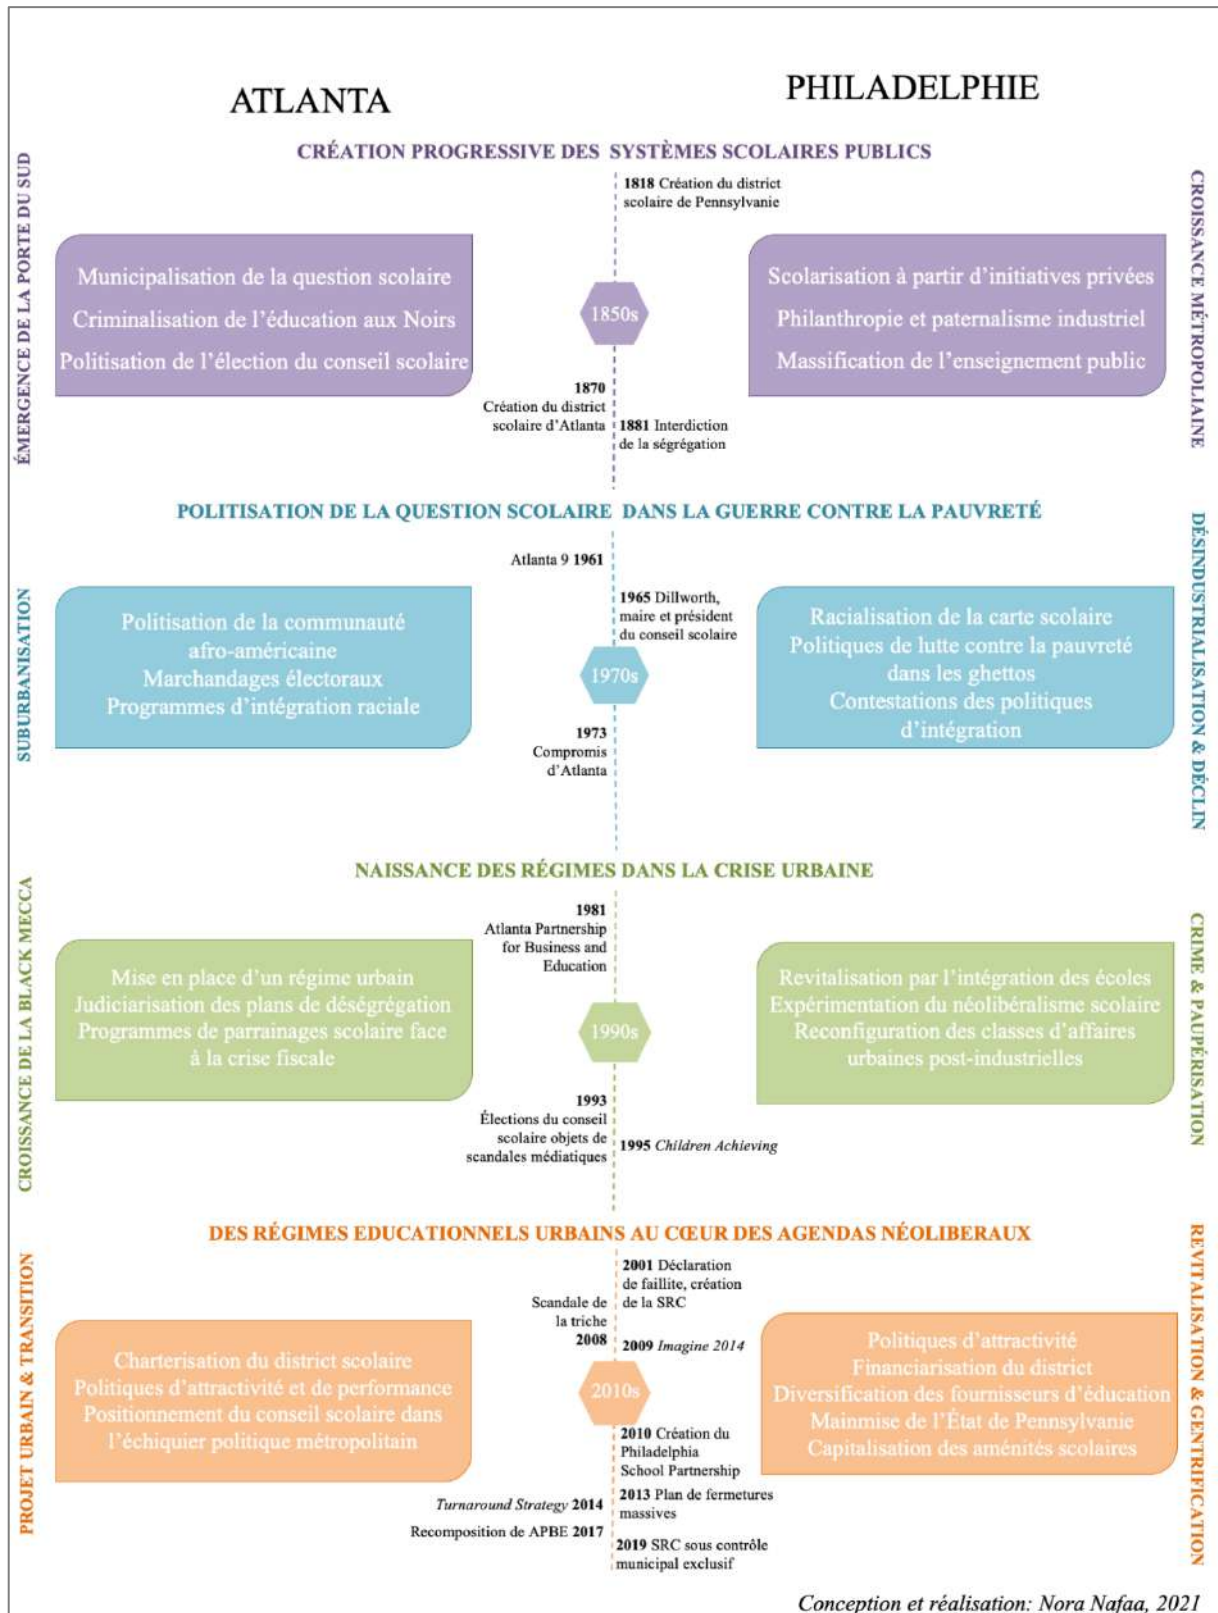 ATLANTA
PHILADELPHIE
CRÉATION PROGRESSIVE DES SYSTÈMES SCOLAIRES PUBLICS
ÉMERGENCE DE LA PORTE DU SUD
CROISSANCE MÉTROPOLIAINE
1818 Création du district
scolaire de Pennsylvanie
Municipalisation de la question scolaire
Criminalisation de l'éducation aux Noirs
Politisation de l'élection du conseil scolaire
1850s
Scolarisation à partir d'initiatives privées
Philanthropie et paternalisme industriel
Massification de l'enseignement public
1870
Création du district
scolaire d'Atlanta
1881 Interdiction
de la ségrégation
POLITISATION DE LA QUESTION SCOLAIRE DANS LA GUERRE CONTRE LA PAUVRETÉ
SUBURBANISATION
DÉSINDUSTRIALISATION & DÉCLIN
Atlanta 9 1961
1965 Dillworth,
maire et président
du conseil scolaire
Politisation de la communauté
afro-américaine
Marchandages électoraux
Programmes d'intégration raciale
1970s
Racialisation de la carte scolaire
Politiques de lutte contre la pauvreté
dans les ghettos
Contestations des politiques
d'intégration
1973
Compromis
d'Atlanta
NAISSANCE DES RÉGIMES DANS LA CRISE URBAINE
CROISSANCE DE LA BLACK MECCA
CRIME & PAUPÉRISATION
1981
Atlanta Partnership
for Business and
Education
Mise en place d'un régime urbain
Judiciarisation des plans de déségrégation
Programmes de parrainages scolaire face
à la crise fiscale
1990s
Revitalisation par l'intégration des écoles
Expérimentation du néolibéralisme scolaire
Reconfiguration des classes d'affaires
urbaines post-industrielles
1993
Élections du conseil
scolaire objets de
scandales médiatiques
1995 Children Achieving
DES RÉGIMES EDUCATIONNELS URBAINS AU CŒUR DES AGENDAS NÉOLIBERAUX
PROJET URBAIN & TRANSITION
REVITALISATION & GENTRIFICATION
2001 Déclaration
de faillite, création
de la SRC
Scandale de
la triche
2008
2009 Imagine 2014
Charterisation du district scolaire
Politiques d'attractivité et de performance
Positionnement du conseil scolaire dans
l'échiquier politique métropolitain
2010s
Politiques d'attractivité
Financiarisation du district
Diversification des fournisseurs d'éducation
Mainmise de l'État de Pennsylvanie
Capitalisation des aménités scolaires
2010 Création du
Philadelphia
School Partnership
2013 Plan de fermetures
massives
Turnaround Strategy 2014
Recomposition de APBE 2017
2019 SRC sous contrôle
municipal exclusif
Conception et réalisation: Nora Nafaa, 2021